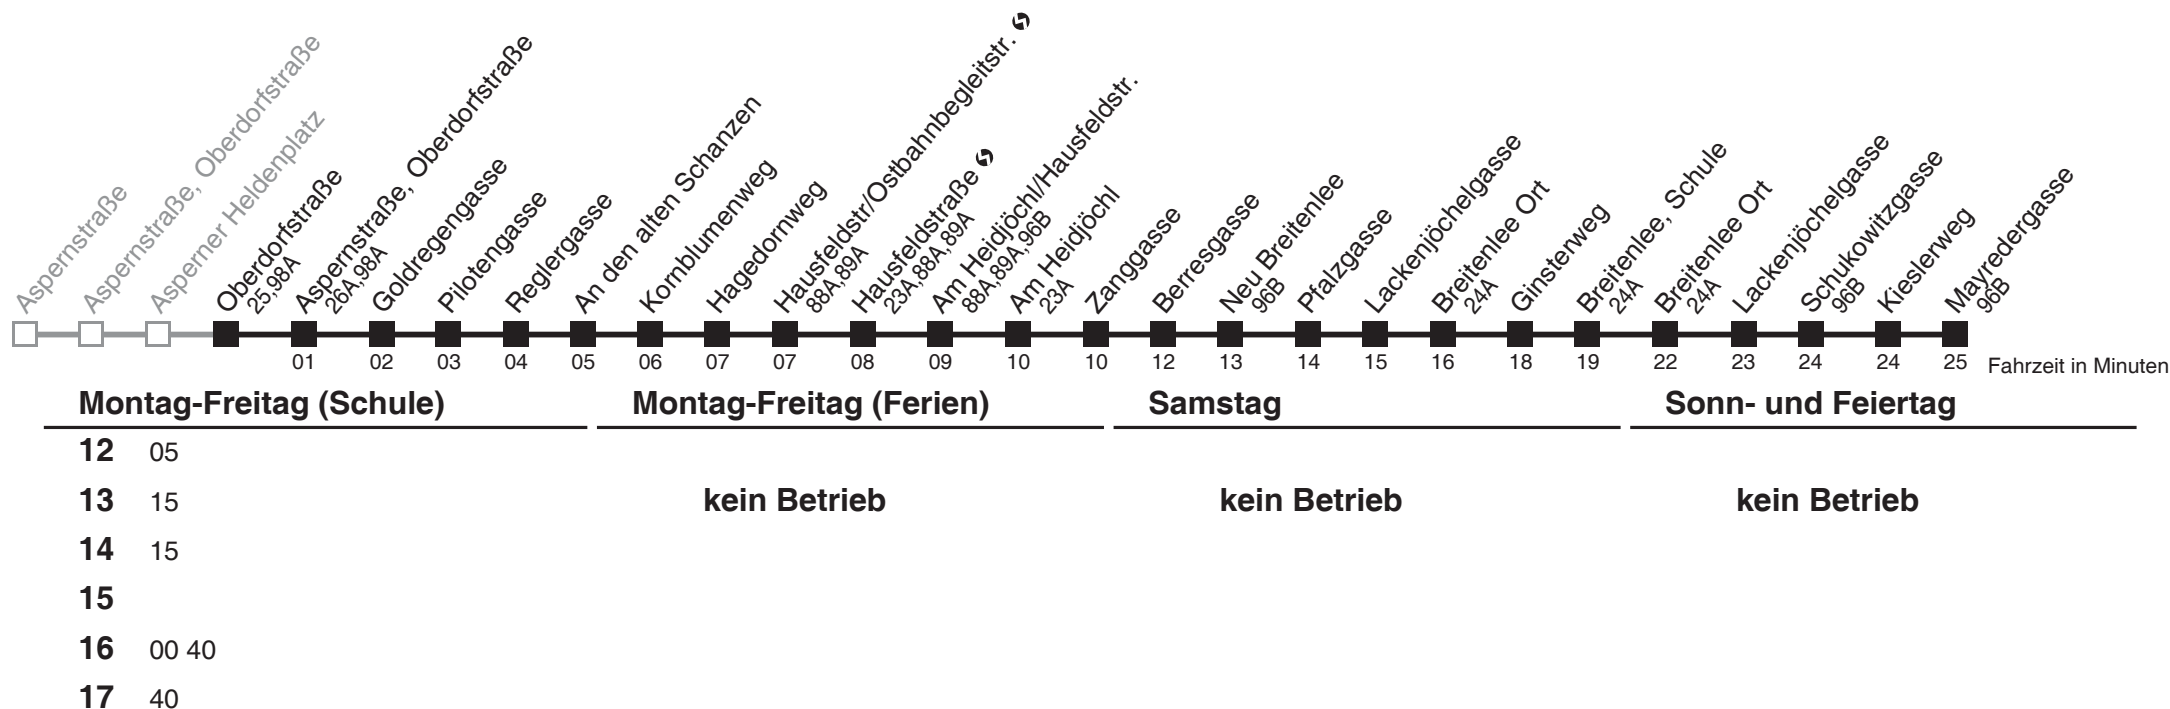 Aspernstraße
Aspernstraße, Oberdorfstraße
Asperner Heldenplatz
Oberdorfstraße
25,98A
Aspernstraße, Oberdorfstraße
26A,98A
Goldregengasse
Pilotengasse
Reglergasse
An den alten Schanzen
Kornblumenweg
Hagedornweg
Hausfeldstr/Ostbahnbegleitstr.
88A,89A
Hausfeldstraße
23A,88A,89A
Am Heidjöchl/Hausfeldstr.
88A,89A,96B
Am Heidjöchl
23A
Zanggasse
Berresgasse
Neu Breitenlee
96B
Pfalzgasse
Lackenjöchelgasse
Breitenlee Ort
24A
Ginsterweg
Breitenlee, Schule
24A
Breitenlee Ort
24A
Lackenjöchelgasse
Schukowitzgasse
96B
Kieslerweg
Mayredergasse
96B
01 02 03 04 05 06 07 07 08 09 10 10 12 13 14 15 16 18 19 22 23 24 24 25 Fahrzeit in Minuten
Montag-Freitag (Schule) Montag-Freitag (Ferien) Samstag Sonn- und Feiertag
12 05
13 15 kein Betrieb kein Betrieb kein Betrieb
14 15
15
16 00 40
17 40